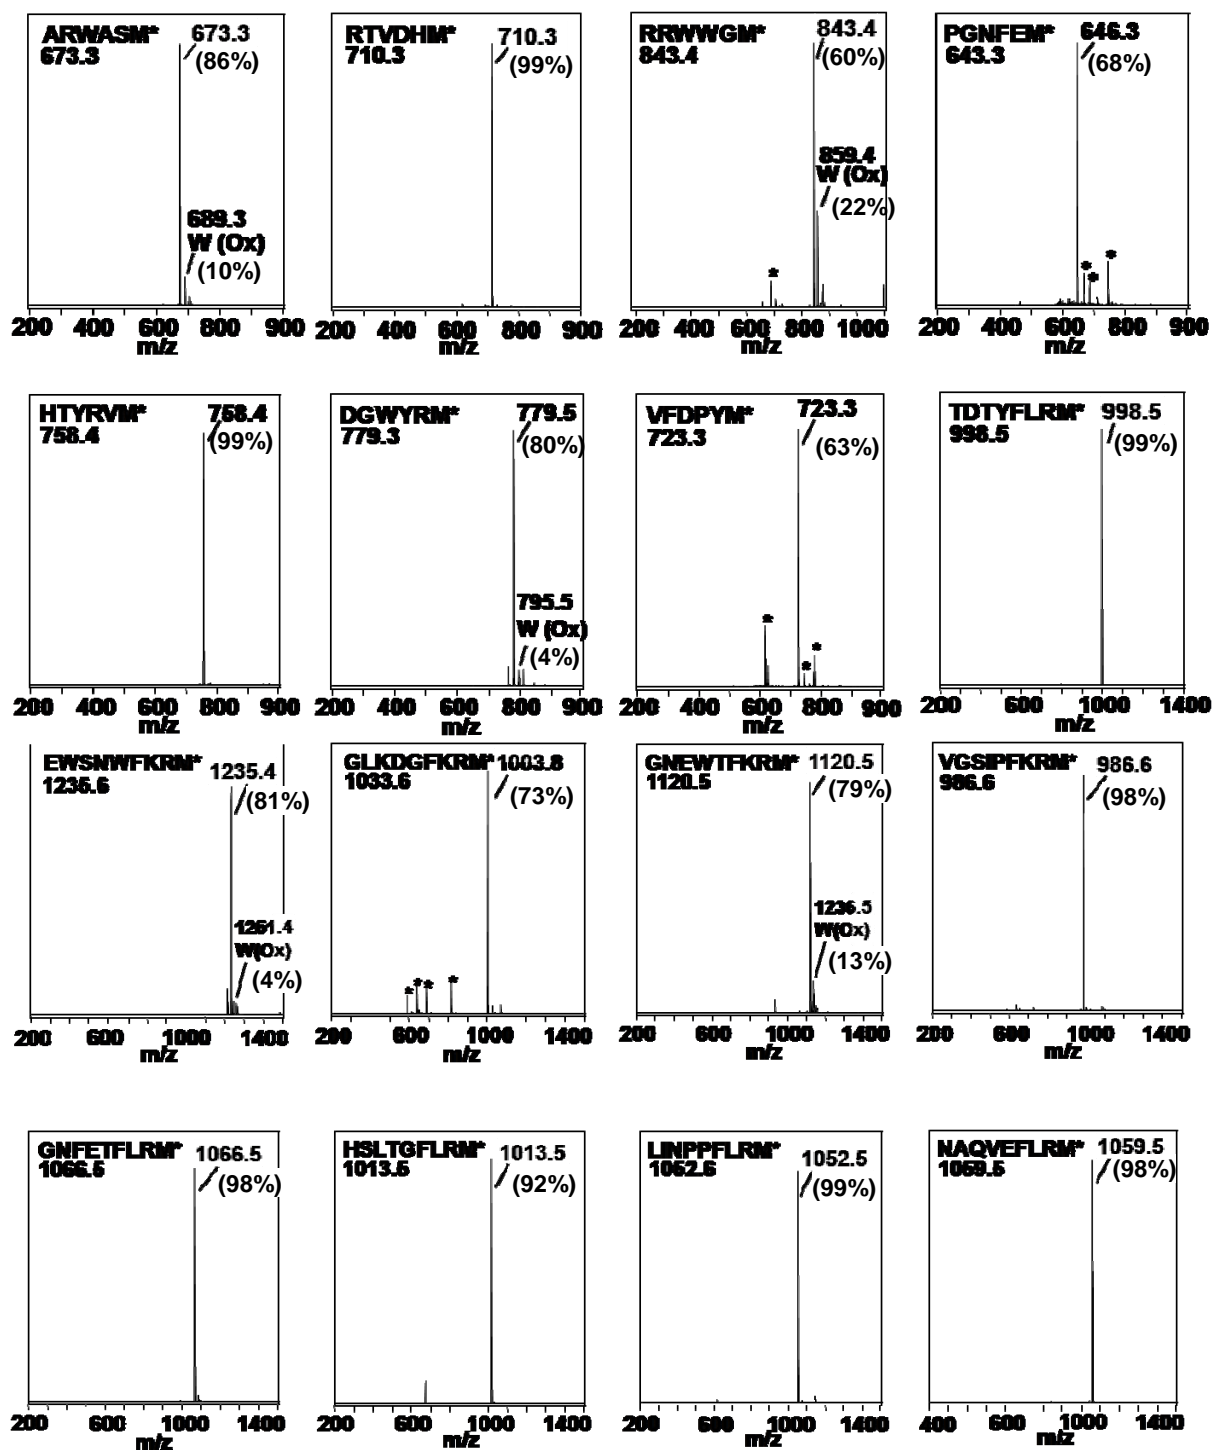 ARWASM*
673.3
673.3
(86%)
689.3
W (Ox)
(10%)
200 400 600 800 900
m/z
RTVDHM*
710.3
710.3
(99%)
200 400 600 800 900
m/z
RRWWGM*
843.4
843.4
(60%)
859.4
W (Ox)
(22%)
*
200 400 600 800 1000
m/z
PGNFEM*
643.3
646.3
(68%)
* * *
200 400 600 800 900
m/z
HTYRVM*
758.4
758.4
(99%)
200 400 600 800 900
m/z
DGWYRM*
779.3
779.5
(80%)
795.5
W (Ox)
(4%)
200 400 600 800 900
m/z
VFDPYM*
723.3
723.3
(63%)
* * *
200 400 600 800 900
m/z
TDTYFLRM*
998.5
998.5
(99%)
200 600 1000 1400
m/z
EWSNWFKRM*
1235.6
1235.4
(81%)
1251.4
W(Ox)
(4%)
200 600 1000 1400
m/z
GLKDGFKRM*
1033.6
1003.8
(73%)
* * * *
200 600 1000 1400
m/z
GNEWTFKRM*
1120.5
1120.5
(79%)
1236.5
W(Ox)
(13%)
200 600 1000 1400
m/z
VGSIPFKRM*
986.6
986.6
(98%)
200 600 1000 1400
m/z
GNFETFLRM*
1066.5
1066.5
(98%)
200 600 1000 1400
m/z
HSLTGFLRM*
1013.5
1013.5
(92%)
200 600 1000 1400
m/z
LINPPFLRM*
1052.6
1052.5
(99%)
200 600 1000 1400
m/z
NAQVEFLRM*
1059.5
1059.5
(98%)
400 600 1000 1400
m/z